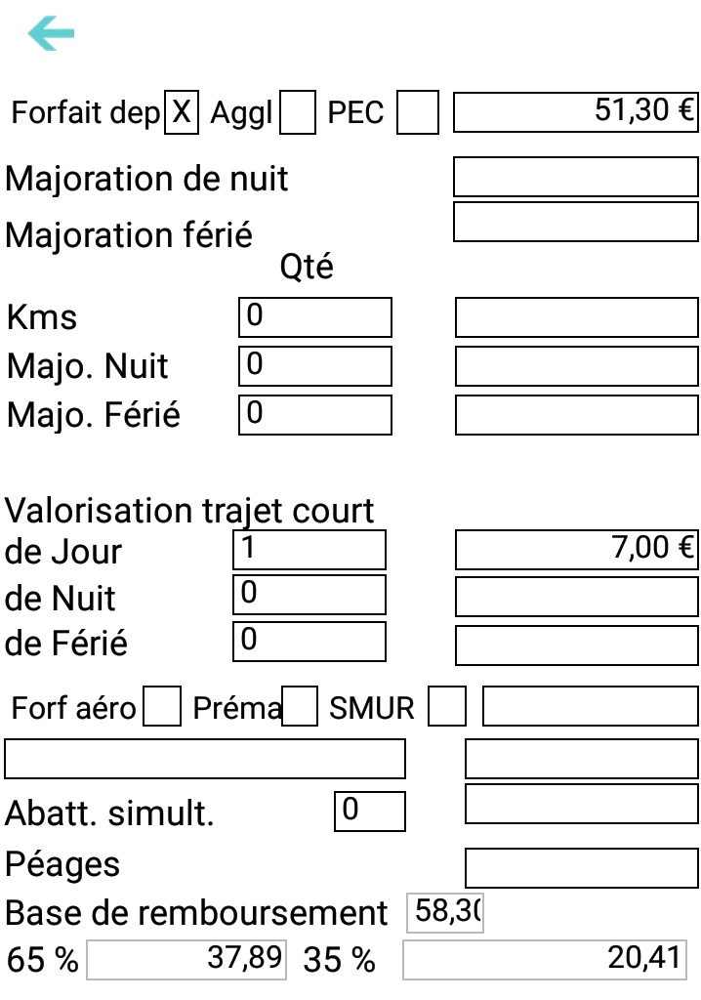 Forfait dep X Aggl PEC 51,30 €
Majoration de nuit
Majoration férié
Qté
Kms 0
Majo. Nuit 0
Majo. Férié 0
Valorisation trajet court
de Jour 1 7,00 €
de Nuit 0
de Férié 0
Forf aéro Préma SMUR
Abatt. simult. 0
Péages
Base de remboursement 58,30
65 % 37,89 35 % 20,41